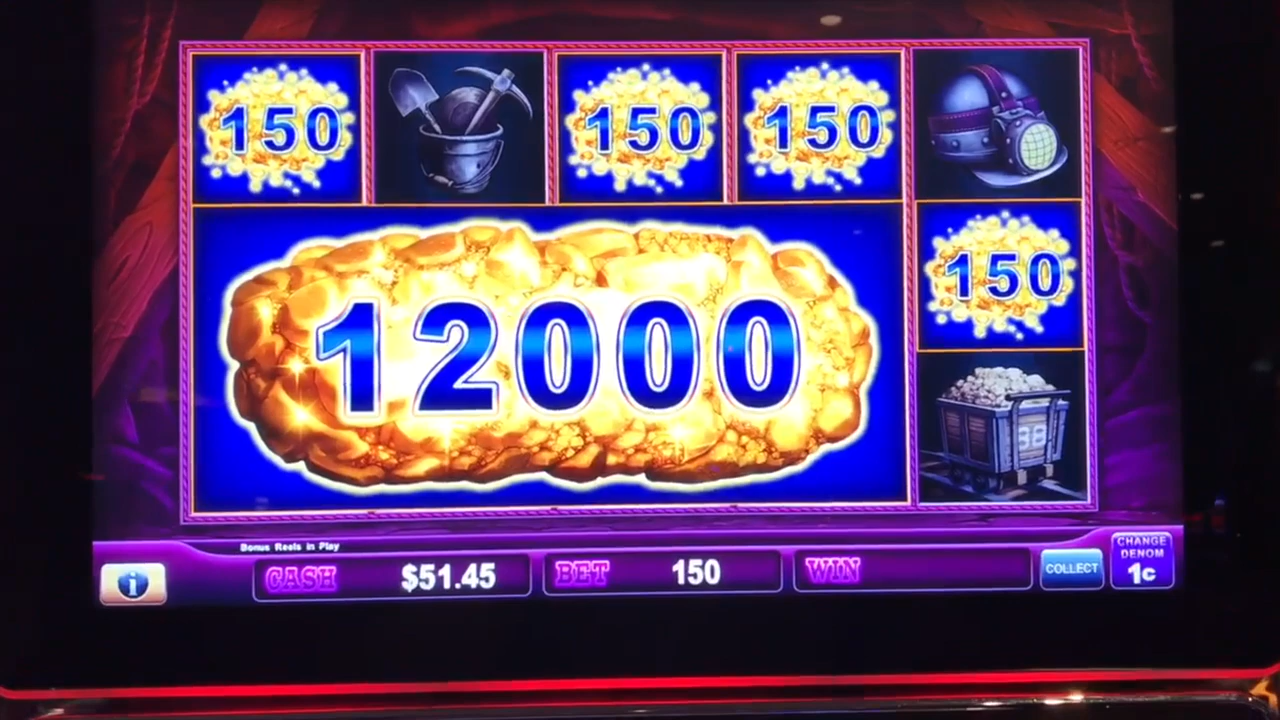 150
150
150
150
12000
88
Bonus Reels in Play
CASH $51.45
BET 150
WIN
COLLECT
CHANGE
DENOM
1c
i